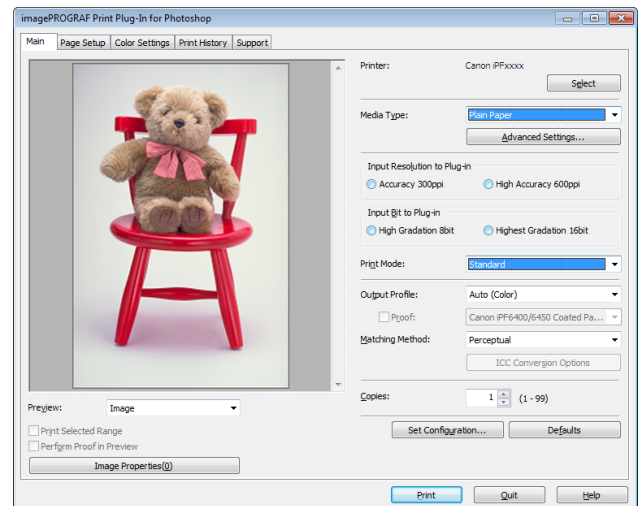 imagePROGRAF Print Plug-In for Photoshop
Main Page Setup Color Settings Print History Support
Printer: Canon iPFxxxx
Select
Media Type: Plain Paper
Advanced Settings...
Input Resolution to Plug-in
Accuracy 300ppi High Accuracy 600ppi
Input Bit to Plug-in
High Gradation 8bit Highest Gradation 16bit
Print Mode: Standard
Output Profile: Auto (Color)
Proof: Canon iPF6400/6450 Coated Pa...
Matching Method: Perceptual
ICC Conversion Options
Copies: 1 (1 - 99)
Preview: Image
Set Configuration... Defaults
Print Selected Range
Perform Proof in Preview
Image Properties(0)
Print Quit Help